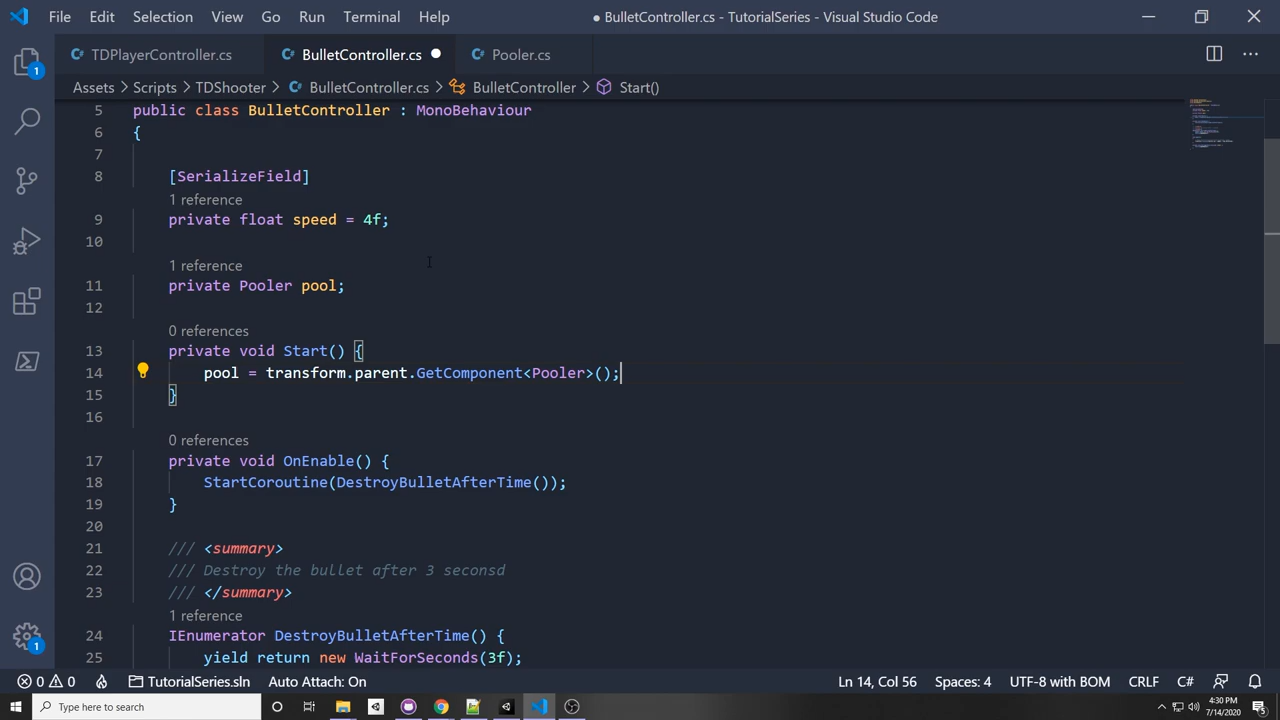 File Edit Selection View Go Run Terminal Help
● BulletController.cs - TutorialSeries - Visual Studio Code
TDPlayerController.cs BulletController.cs ● Pooler.cs
Assets > Scripts > TDShooter > BulletController.cs > BulletController > Start()
5 public class BulletController : MonoBehaviour
6 {
7
8 [SerializeField]
1 reference
9 private float speed = 4f;
10
1 reference
11 private Pooler pool;
12
0 references
13 private void Start() {
14 pool = transform.parent.GetComponent<Pooler>();
15 }
16
0 references
17 private void OnEnable() {
18 StartCoroutine(DestroyBulletAfterTime());
19 }
20
21 /// <summary>
22 /// Destroy the bullet after 3 seconsd
23 /// </summary>
1 reference
24 IEnumerator DestroyBulletAfterTime() {
25 yield return new WaitForSeconds(3f);
1
1
0 0 TutorialSeries.sln Auto Attach: On Ln 14, Col 56 Spaces: 4 UTF-8 with BOM CRLF C#
Type here to search
4:30 PM
7/14/2020